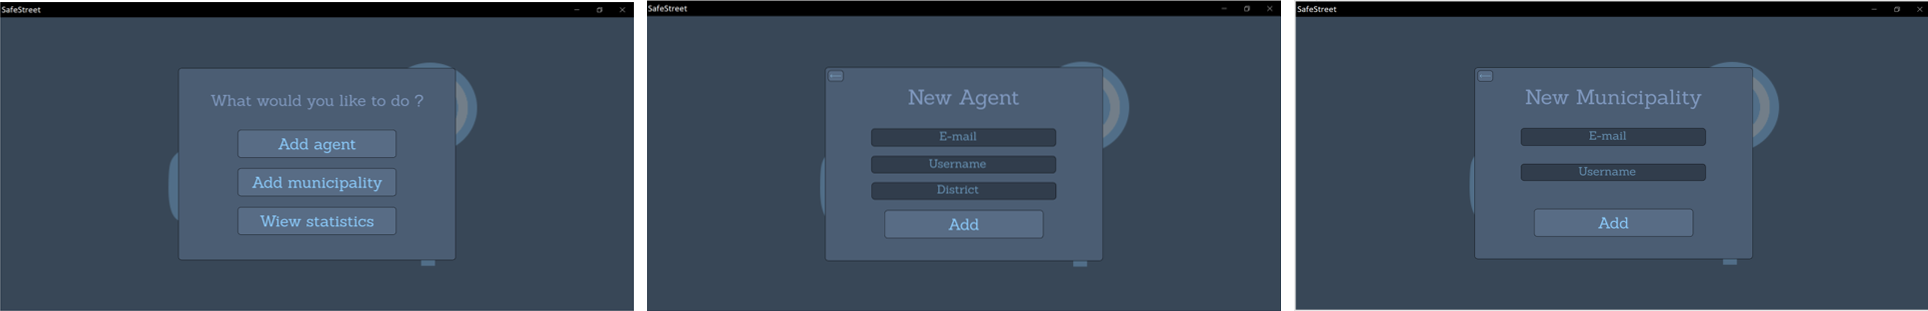 SafeStreet
What would you like to do ?
Add agent
Add municipality
Wiew statistics
SafeStreet
New Agent
E-mail
Username
District
Add
SafeStreet
New Municipality
E-mail
Username
Add